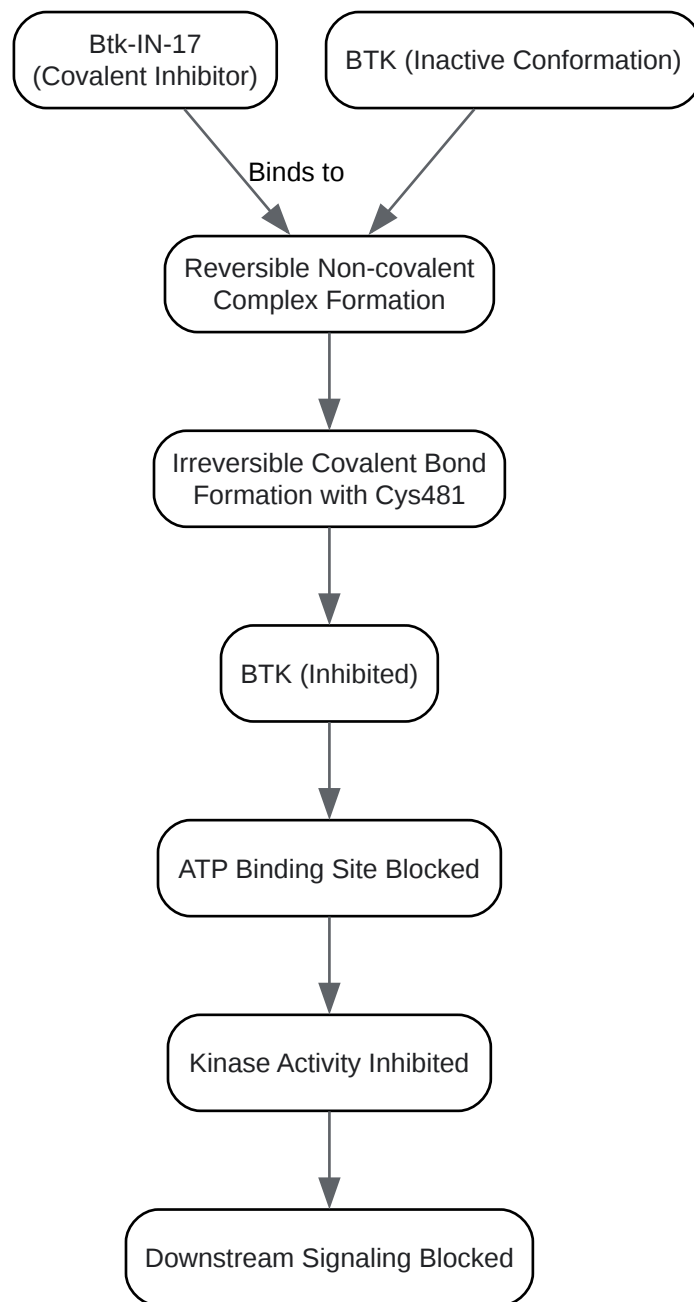 Btk-IN-17
(Covalent Inhibitor)
BTK (Inactive Conformation)
Binds to
Reversible Non-covalent
Complex Formation
Irreversible Covalent Bond
Formation with Cys481
BTK (Inhibited)
ATP Binding Site Blocked
Kinase Activity Inhibited
Downstream Signaling Blocked